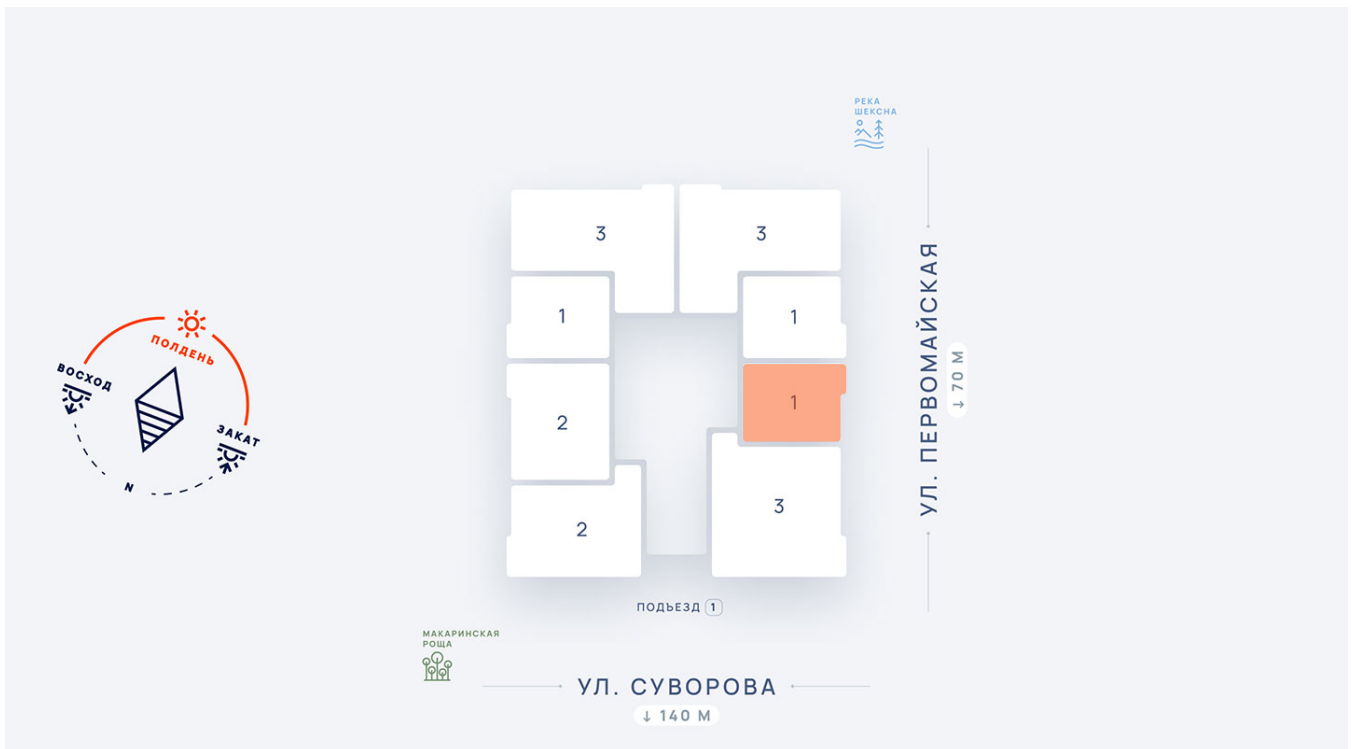 РЕКА
ШЕКСНА
3
3
1
1
УЛ. ПЕРВОМАЙСКАЯ
↓ 70 М
ПОЛДЕНЬ
ВОСХОД
ЗАКАТ
N
2
1
2
3
ПОДЪЕЗД 1
МАКАРИНСКАЯ
РОЩА
УЛ. СУВОРОВА
↓ 140 М